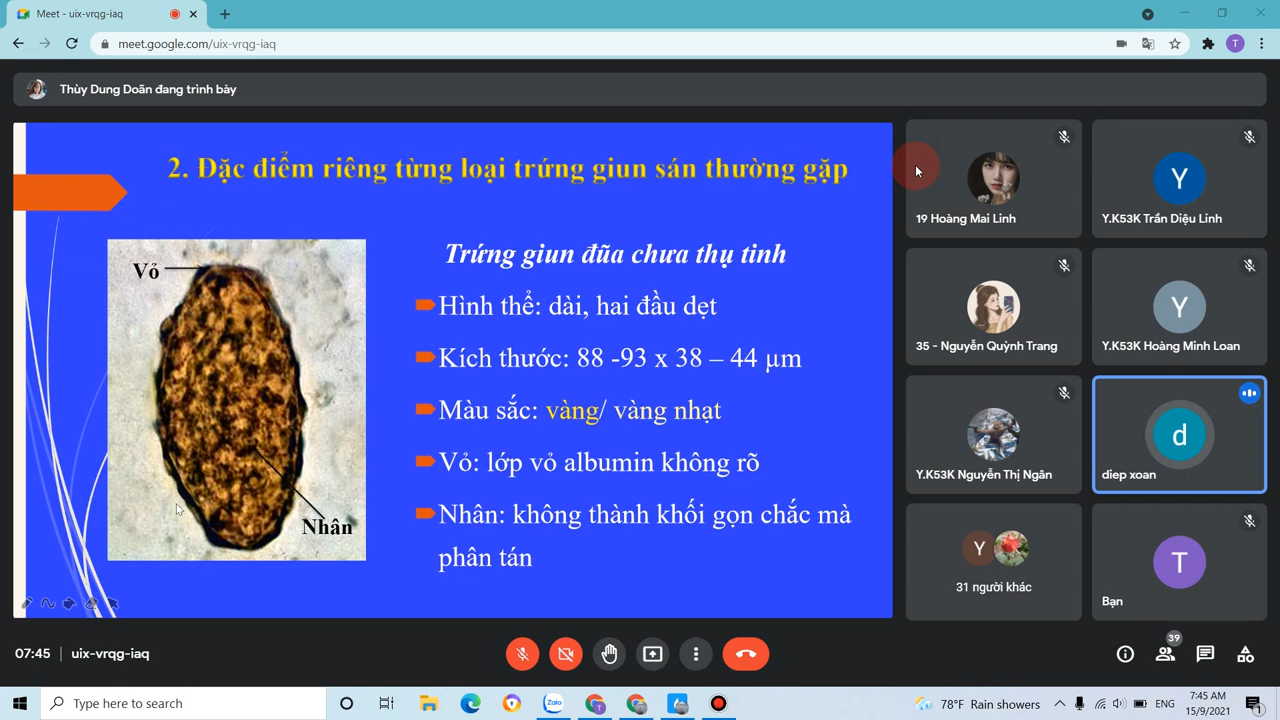 Meet - uix-vrqg-iaq
meet.google.com/uix-vrqg-iaq
T
Thùy Dung Doãn đang trình bày
2. Đặc điểm riêng từng loại trứng giun sán thường gặp
Vỏ
Nhân
Trứng giun đũa chưa thụ tinh
Hình thể: dài, hai đầu dẹt
Kích thước: 88 -93 x 38 – 44 µm
Màu sắc: vàng/ vàng nhạt
Vỏ: lớp vỏ albumin không rõ
Nhân: không thành khối gọn chắc mà
phân tán
19 Hoàng Mai Linh
Y
Y.K53K Trần Diệu Linh
35 - Nguyễn Quỳnh Trang
Y
Y.K53K Hoàng Minh Loan
Y.K53K Nguyễn Thị Ngân
d
diep xoan
Y
31 người khác
T
Bạn
07:45 | uix-vrqg-iaq
39
Type here to search
Zalo
T
78°F Rain showers
7:45 AM
15/9/2021
1